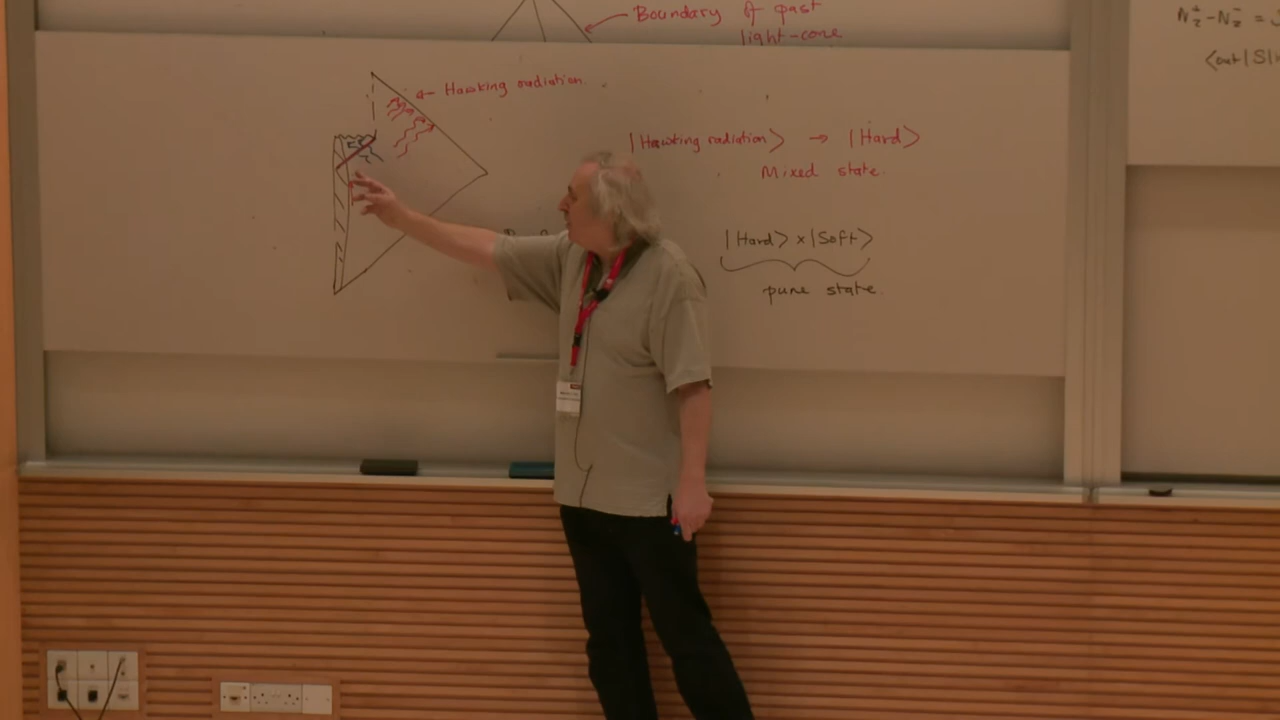 Boundary of past
light-cone
← Hawking radiation.
|Hawking radiation> → |Hard>
Mixed state.
|Hard> x |Soft>
pure state.
N⁺z - N⁻z =
<out|S|